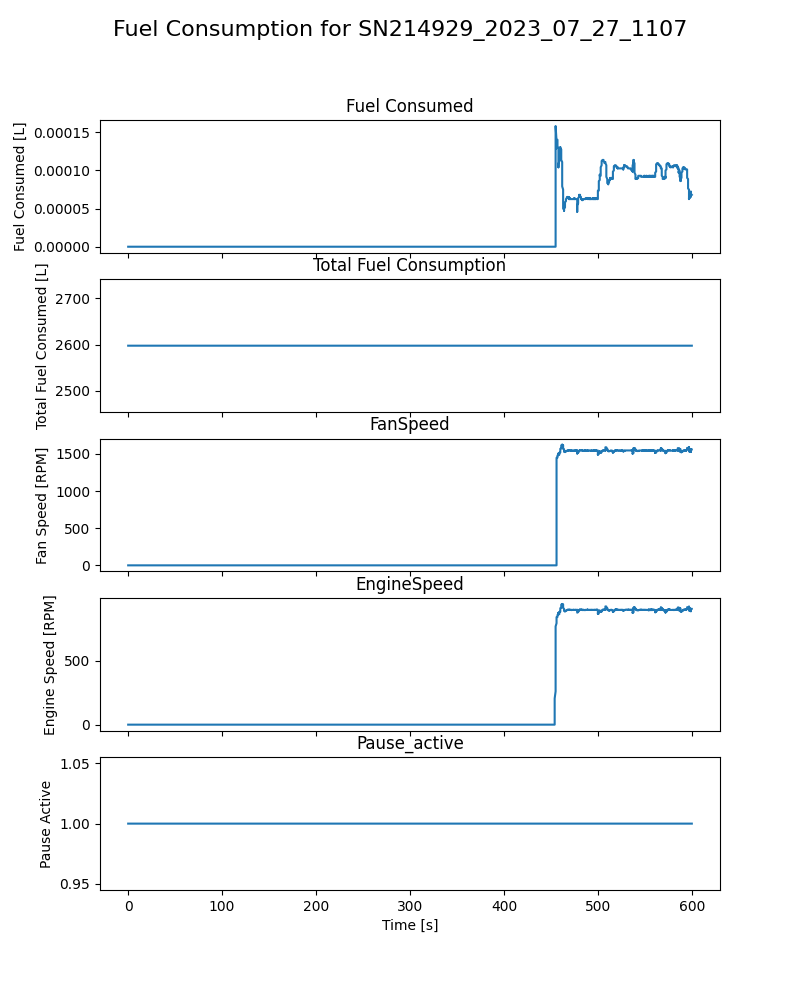 Fuel Consumption for SN214929_2023_07_27_1107
Fuel Consumed
Fuel Consumed [L]
0.00015
0.00010
0.00005
0.00000
Total Fuel Consumption
Total Fuel Consumed [L]
2700
2600
2500
FanSpeed
Fan Speed [RPM]
1500
1000
500
0
EngineSpeed
Engine Speed [RPM]
500
0
Pause_active
Pause Active
1.05
1.00
0.95
0 100 200 300 400 500 600
Time [s]